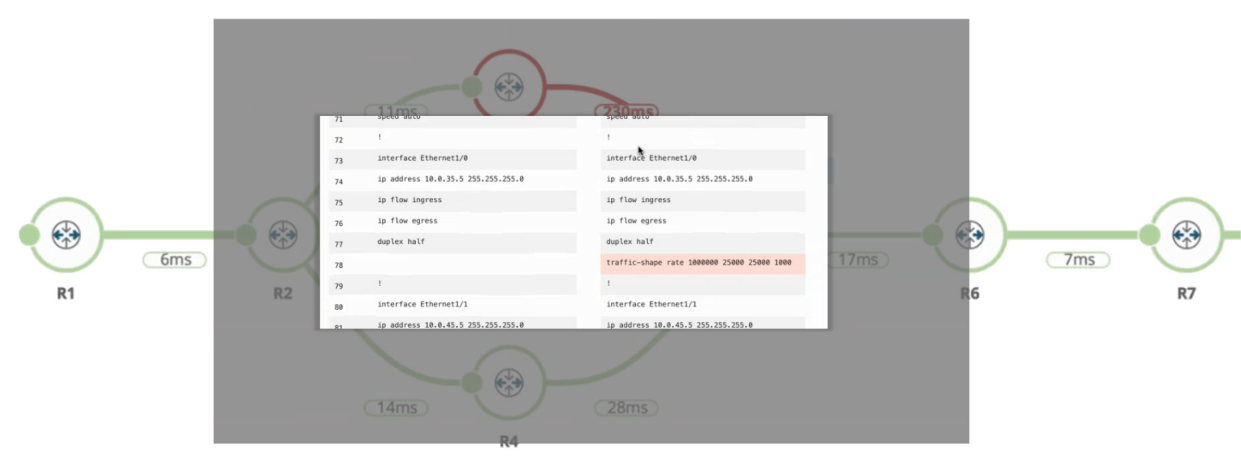 11ms
230ms
71 speed auto speed auto
72 ! !
73 interface Ethernet1/0 interface Ethernet1/0
74 ip address 10.0.35.5 255.255.255.0 ip address 10.0.35.5 255.255.255.0
75 ip flow ingress ip flow ingress
76 ip flow egress ip flow egress
77 duplex half duplex half
78 traffic-shape rate 1000000 25000 25000 1000
79 ! !
80 interface Ethernet1/1 interface Ethernet1/1
81 ip address 10.0.45.5 255.255.255.0 ip address 10.0.45.5 255.255.255.0
6ms
17ms
7ms
R1
R2
R6
R7
14ms
28ms
R4